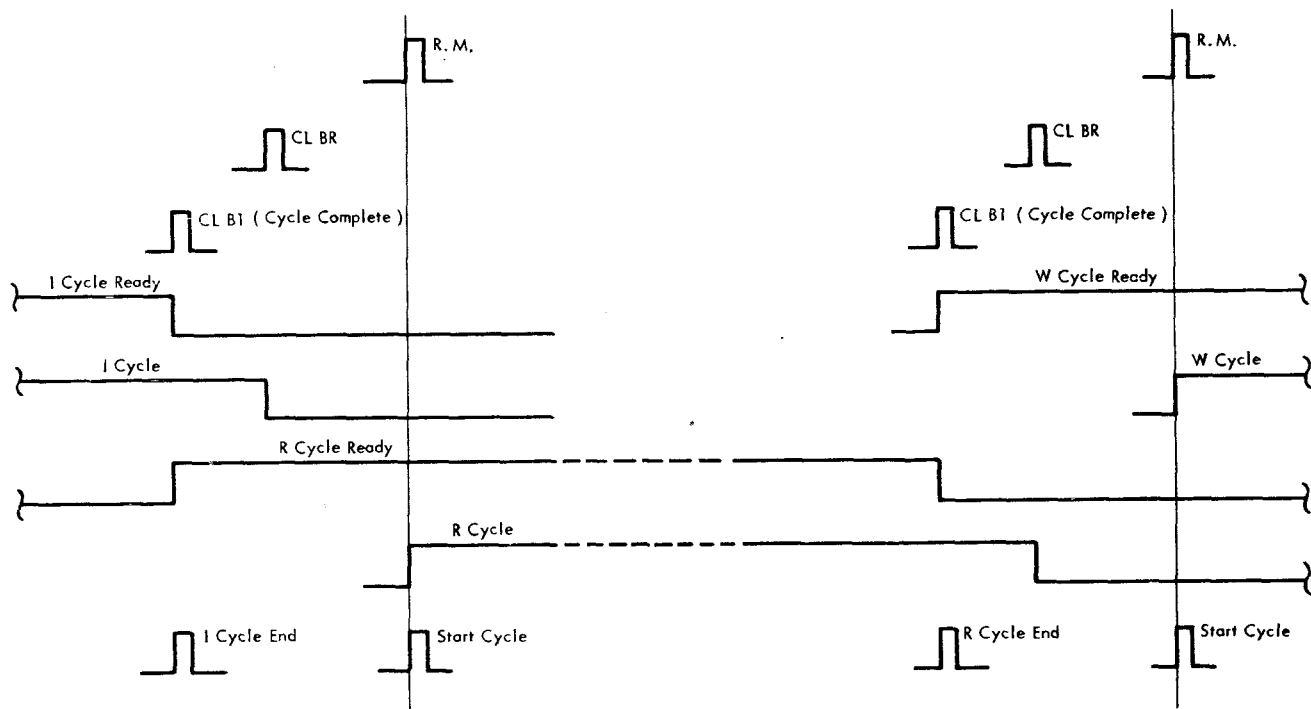 R. M.
R. M.
CL BR
CL BR
CL B1 ( Cycle Complete )
CL B1 ( Cycle Complete )
I Cycle Ready
W Cycle Ready
I Cycle
W Cycle
R Cycle Ready
R Cycle
I Cycle End
Start Cycle
R Cycle End
Start Cycle